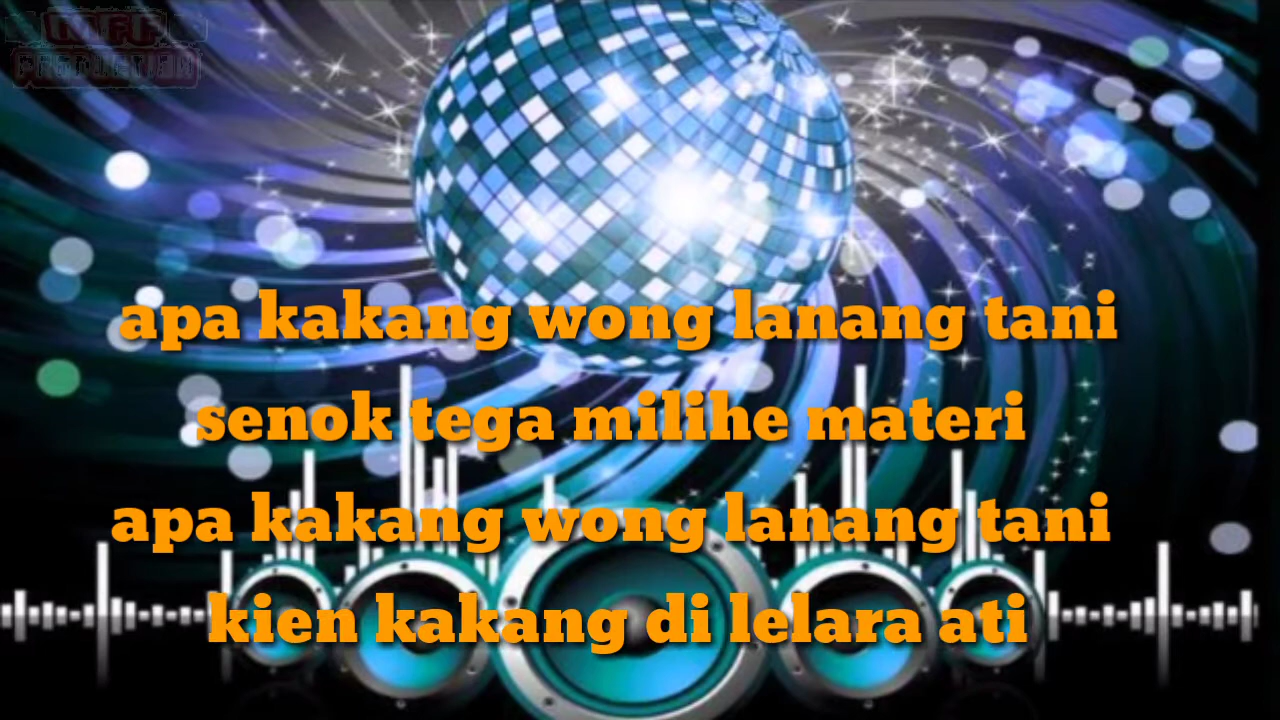 apa kakang wong lanang tani
senok tega milihe materi
apa kakang wong lanang tani
kien kakang di lelara ati